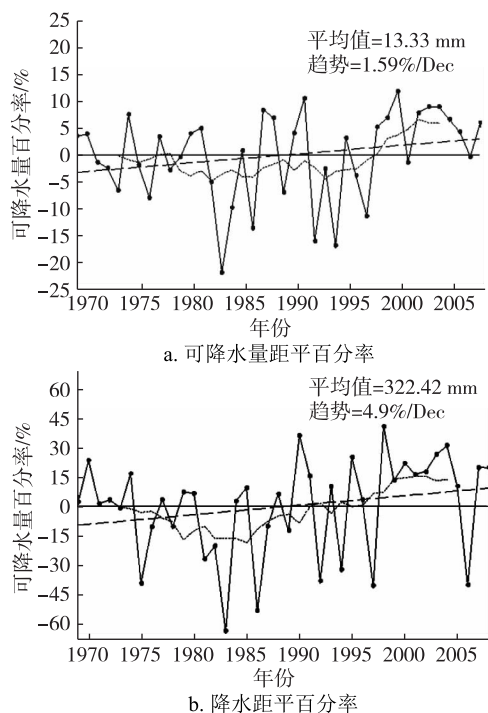 平均值=13.33 mm
趋势=1.59%/Dec
可降水量百分率/%
25
20
15
10
5
0
−5
−10
−15
−20
−25
1970 1975 1980 1985 1990 1995 2000 2005
年份
a. 可降水量距平百分率
平均值=322.42 mm
趋势=4.9%/Dec
可降水量百分率/%
60
45
30
15
0
−15
−30
−45
−60
1970 1975 1980 1985 1990 1995 2000 2005
年份
b. 降水距平百分率